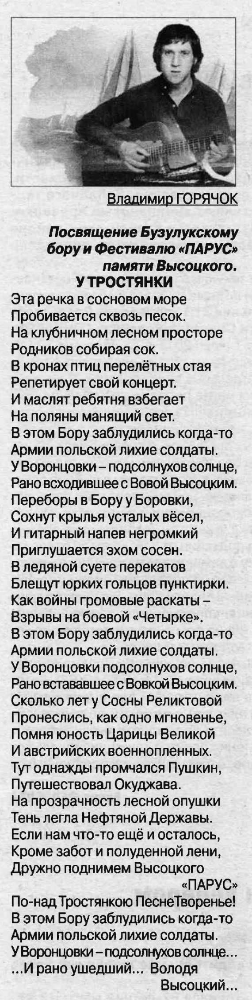 Владимир ГОРЯЧОК
Посвящение Бузулукскому
бору и Фестивалю «ПАРУС»
памяти Высоцкого.
У ТРОСТЯНКИ
Эта речка в сосновом море
Пробивается сквозь песок.
На клубничном лесном просторе
Родников собирая сок.
В кронах птиц перелётных стая
Репетирует свой концерт.
И маслят ребятня взбегает
На поляны манящий свет.
В этом Бору заблудились когда-то
Армии польской лихие солдаты.
У Воронцовки – подсолнухов солнце,
Рано всходившее с Вовой Высоцким.
Переборы в Бору у Боровки,
Сохнут крылья усталых вёсел,
И гитарный напев негромкий
Приглушается эхом сосен.
В ледяной суете перекатов
Блещут юрких гольцов пунктирки.
Как войны громовые раскаты –
Взрывы на боевой «Четырке».
В этом Бору заблудились когда-то
Армии польской лихие солдаты.
У Воронцовки подсолнухов солнце,
Рано встававшее с Вовкой Высоцким.
Сколько лет у Сосны Реликтовой
Пронеслись, как одно мгновенье,
Помня юность Царицы Великой
И австрийских военнопленных.
Тут однажды промчался Пушкин,
Путешествовал Окуджава.
На прозрачность лесной опушки
Тень легла Нефтяной Державы.
Если нам что-то ещё и осталось,
Кроме забот и полуденной лени,
Дружно поднимем Высоцкого
«ПАРУС»
По-над Тростянкою ПеснеТворенье!
В этом Бору заблудились когда-то
Армии польской лихие солдаты.
У Воронцовки – подсолнухов солнце...
...И рано ушедший... Володя
Высоцкий...